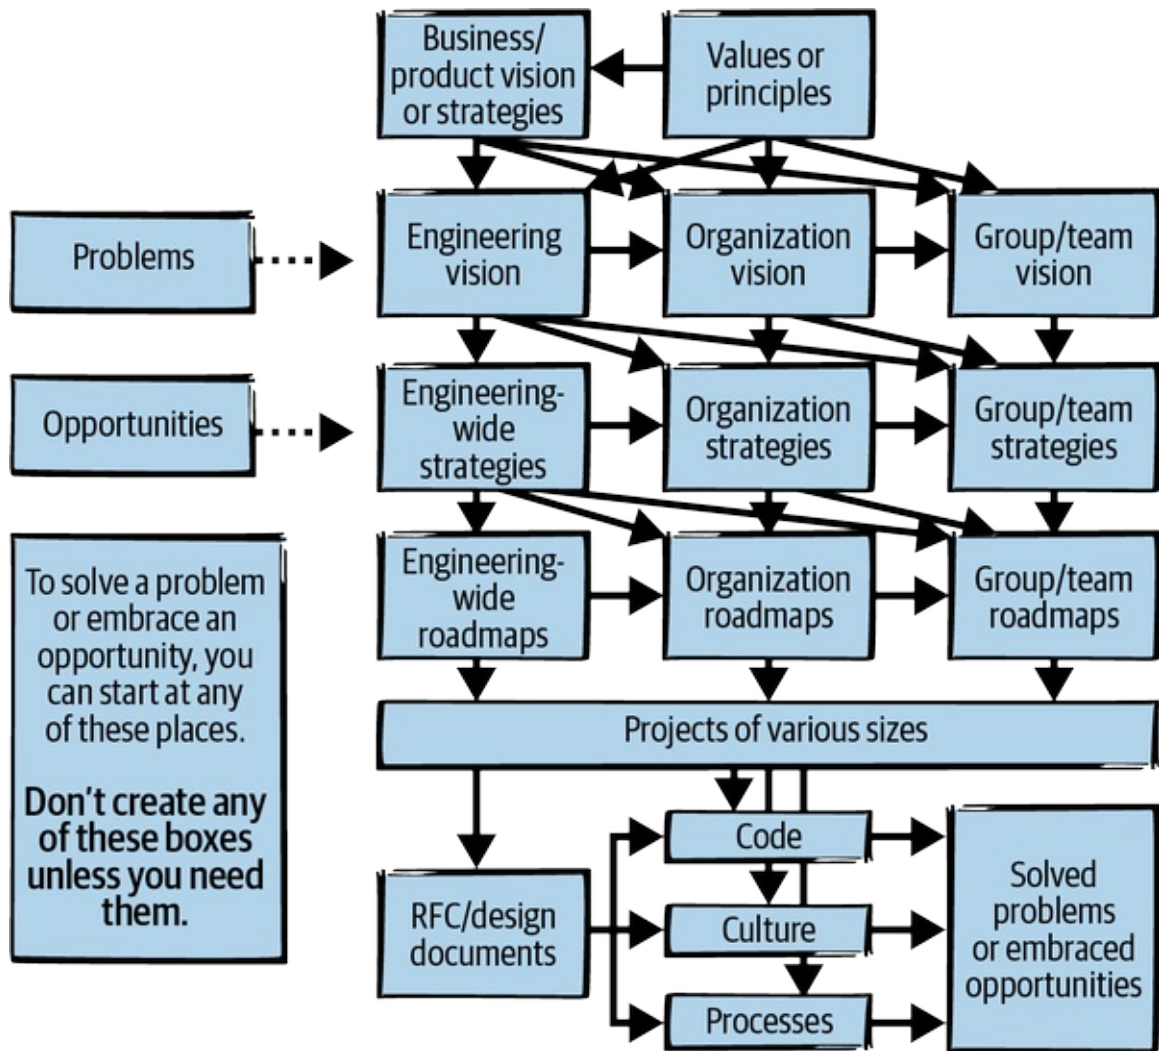 Business/
product vision
or strategies
Values or
principles
Problems
Engineering
vision
Organization
vision
Group/team
vision
Opportunities
Engineering-
wide
strategies
Organization
strategies
Group/team
strategies
To solve a problem
or embrace an
opportunity, you
can start at any
of these places.
Don't create any
of these boxes
unless you need
them.
Engineering-
wide
roadmaps
Organization
roadmaps
Group/team
roadmaps
Projects of various sizes
RFC/design
documents
Code
Culture
Processes
Solved
problems
or embraced
opportunities